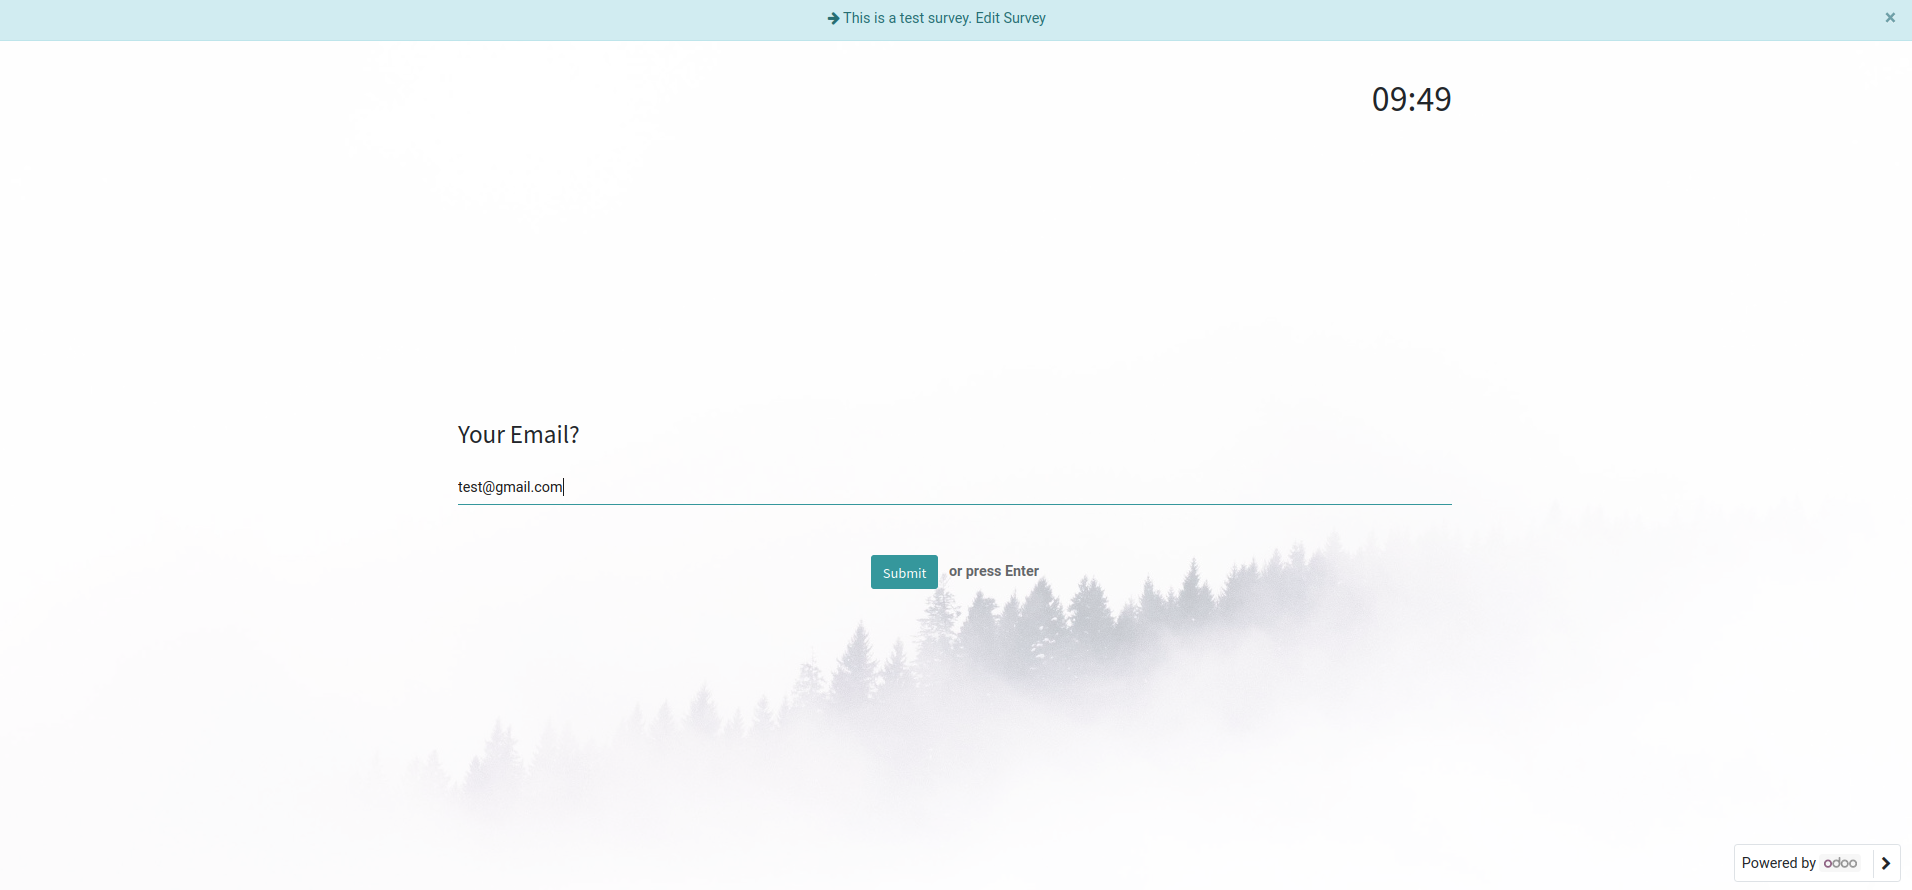 This is a test survey. Edit Survey ×
09:49
Your Email?
test@gmail.com
Submit or press Enter
Powered by odoo